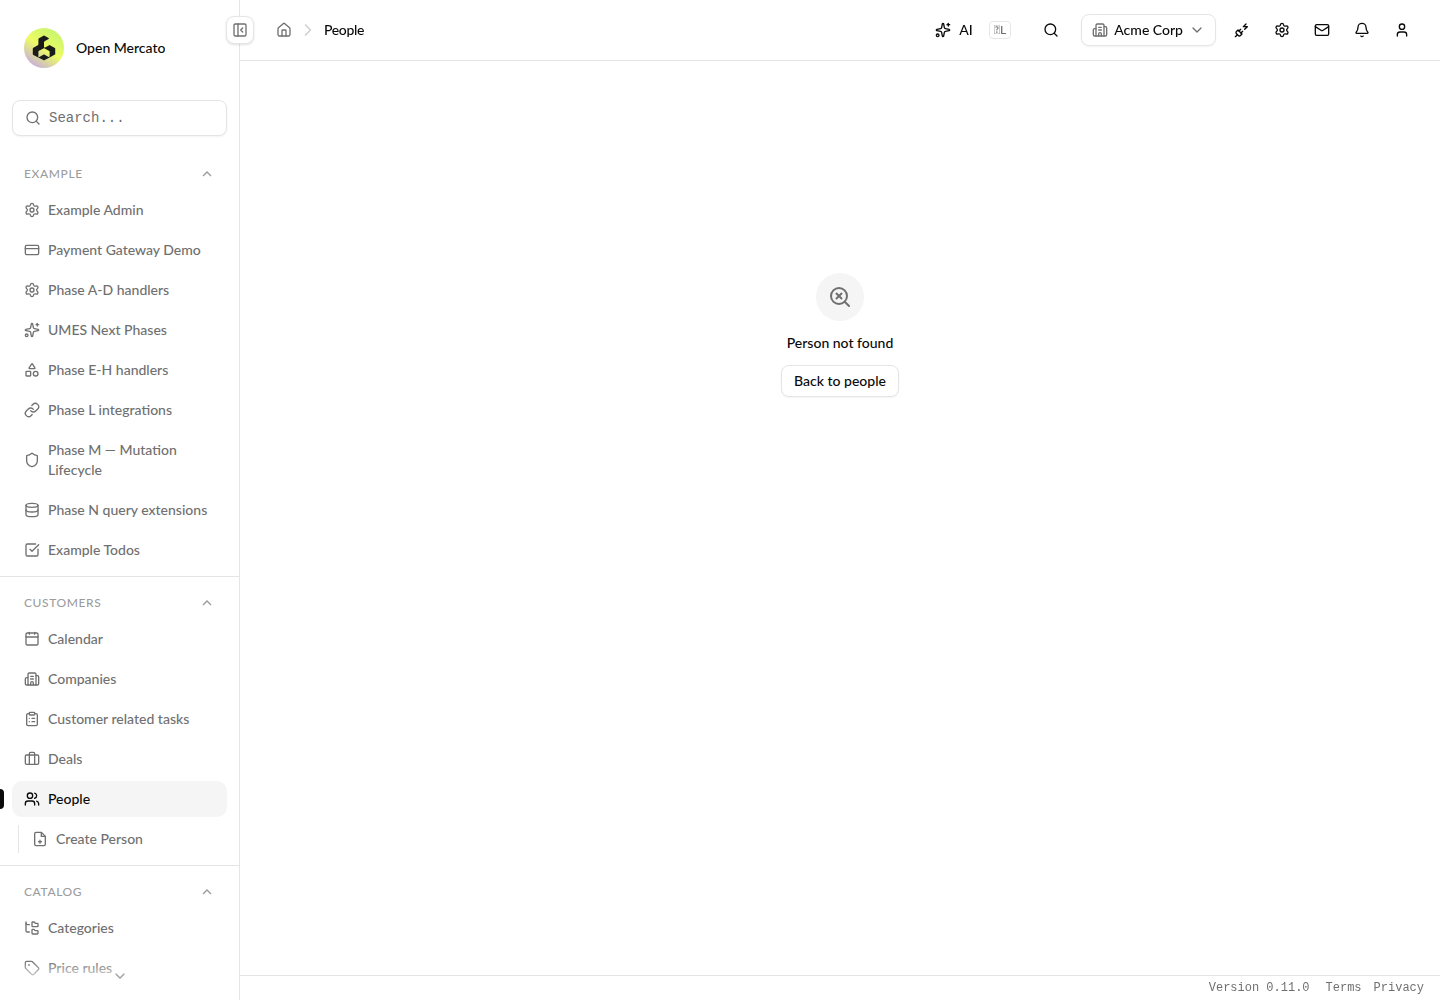 Open Mercato
Search...
EXAMPLE
Example Admin
Payment Gateway Demo
Phase A-D handlers
UMES Next Phases
Phase E-H handlers
Phase L integrations
Phase M — Mutation
Lifecycle
Phase N query extensions
Example Todos
CUSTOMERS
Calendar
Companies
Customer related tasks
Deals
People
Create Person
CATALOG
Categories
Price rules
People
AI
L
Acme Corp
Person not found
Back to people
Version 0.11.0
Terms
Privacy